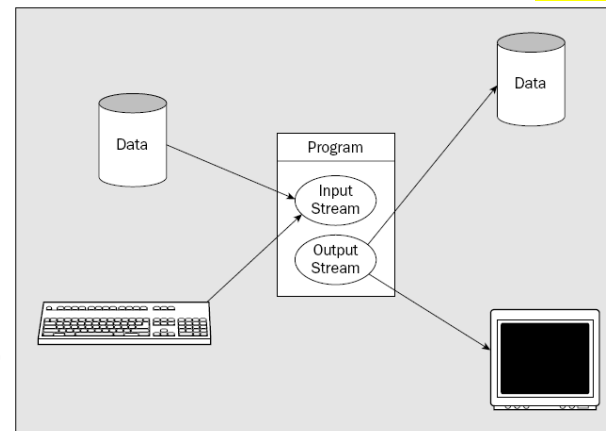 Data
Data
Program
Input
Stream
Output
Stream